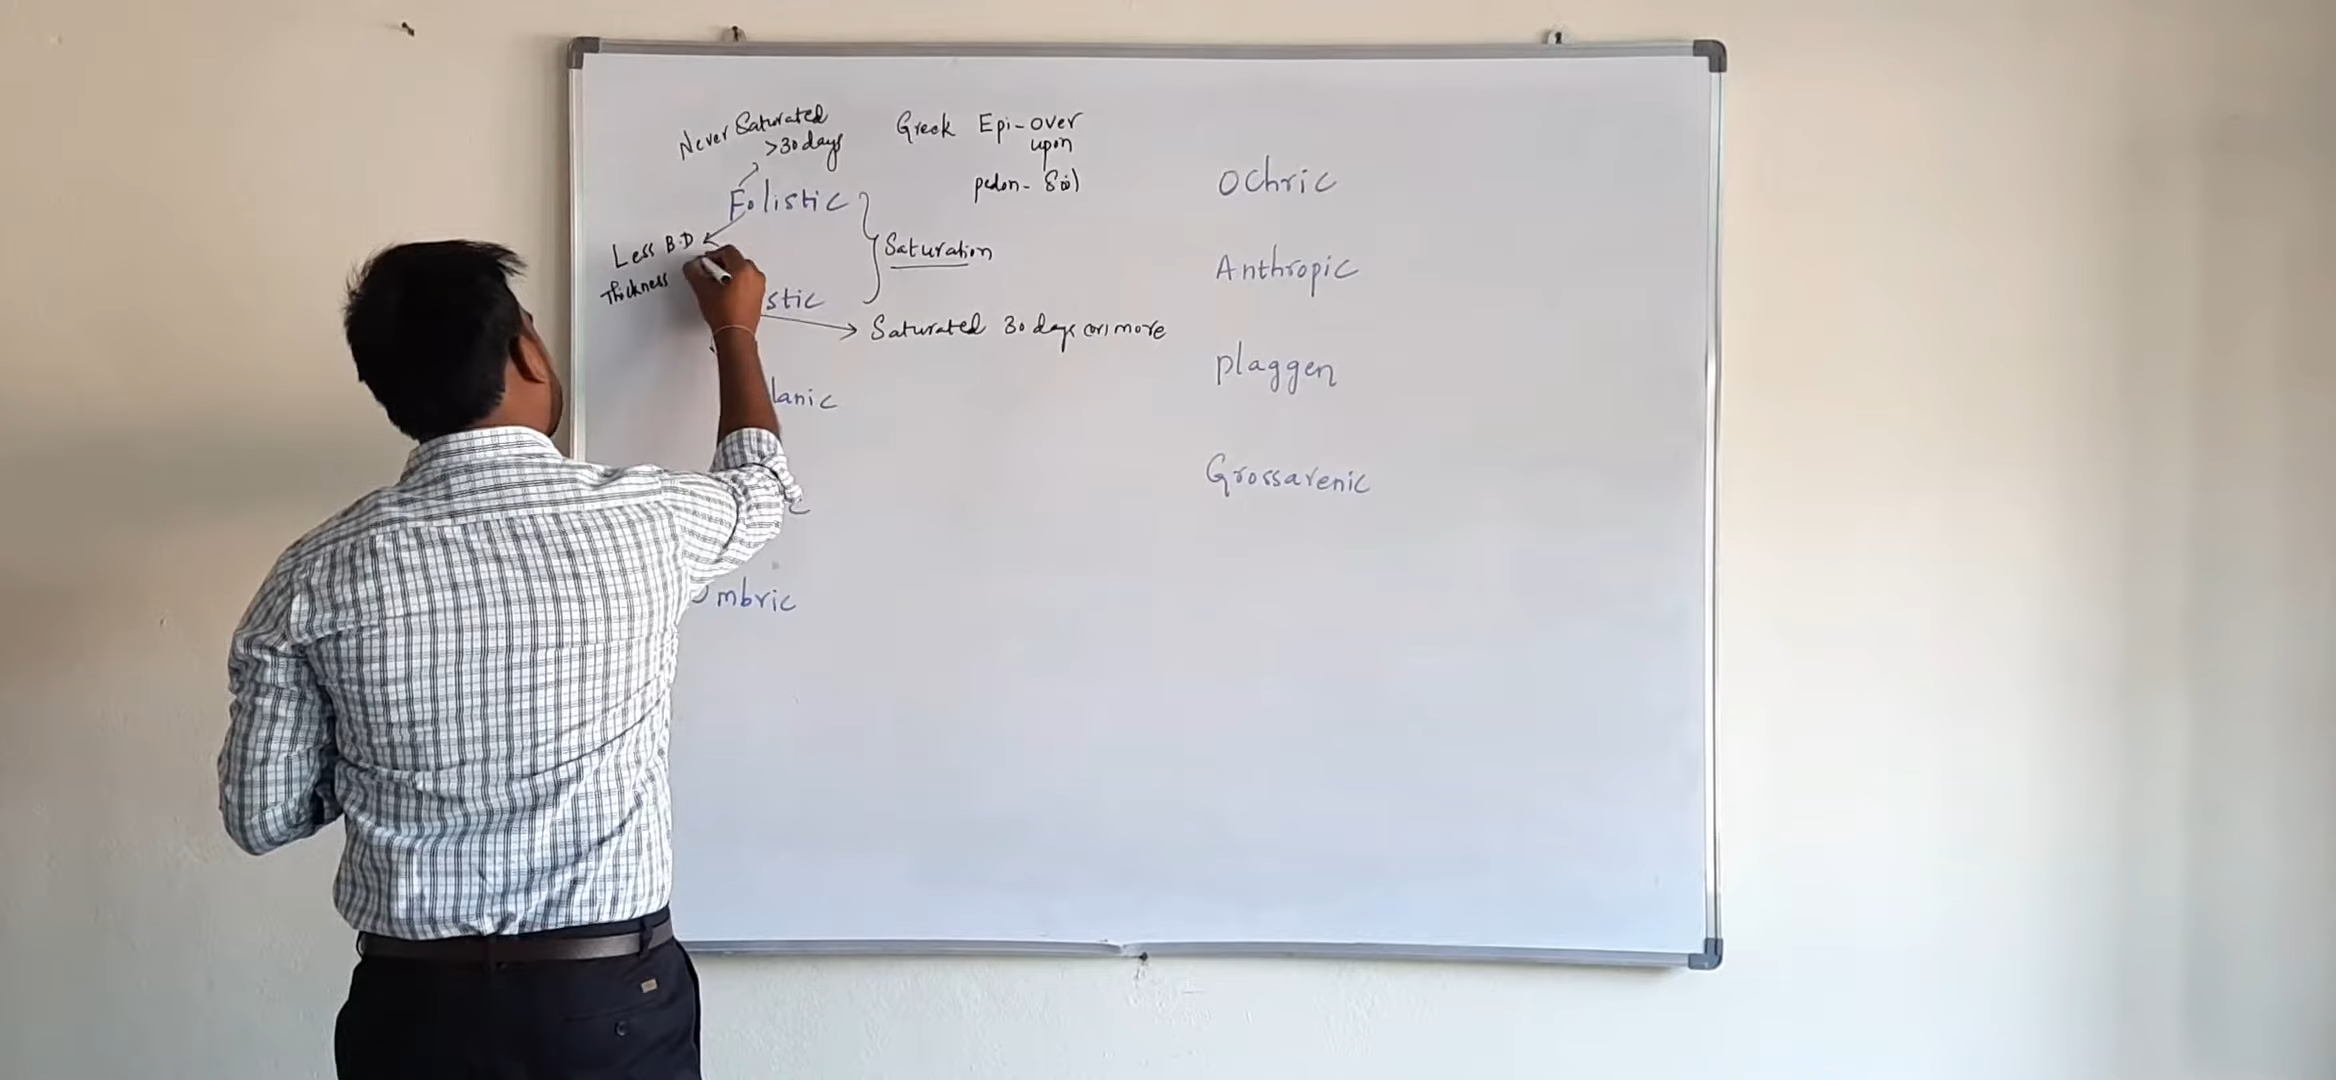 Never Saturated
>30 days
Greek Epi-over
upon
pedon- Soil
Folistic
Less B.D
Thickness
Saturation
stic
Saturated 30 days (or) more
lanic
c
Umbric
Ochric
Anthropic
plaggen
Grossarenic